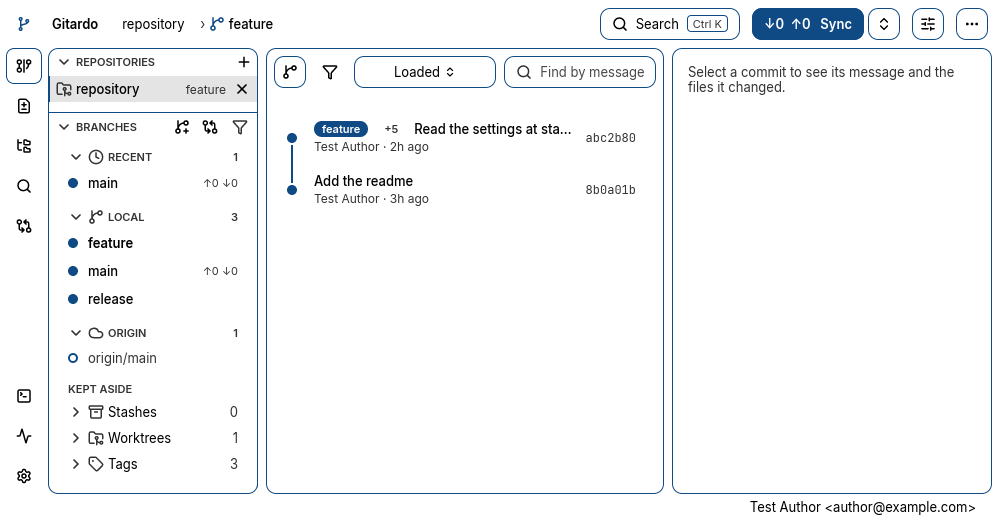 Gitardo repository › feature Search Ctrl K ↓0 ↑0 Sync
REPOSITORIES
repository feature
BRANCHES
RECENT 1
main ↑0 ↓0
LOCAL 3
feature
main ↑0 ↓0
release
ORIGIN 1
origin/main
KEPT ASIDE
Stashes 0
Worktrees 1
Tags 3
Loaded Find by message
feature +5 Read the settings at sta... abc2b80
Test Author · 2h ago
Add the readme 8b0a01b
Test Author · 3h ago
Select a commit to see its message and the
files it changed.
Test Author <author@example.com>